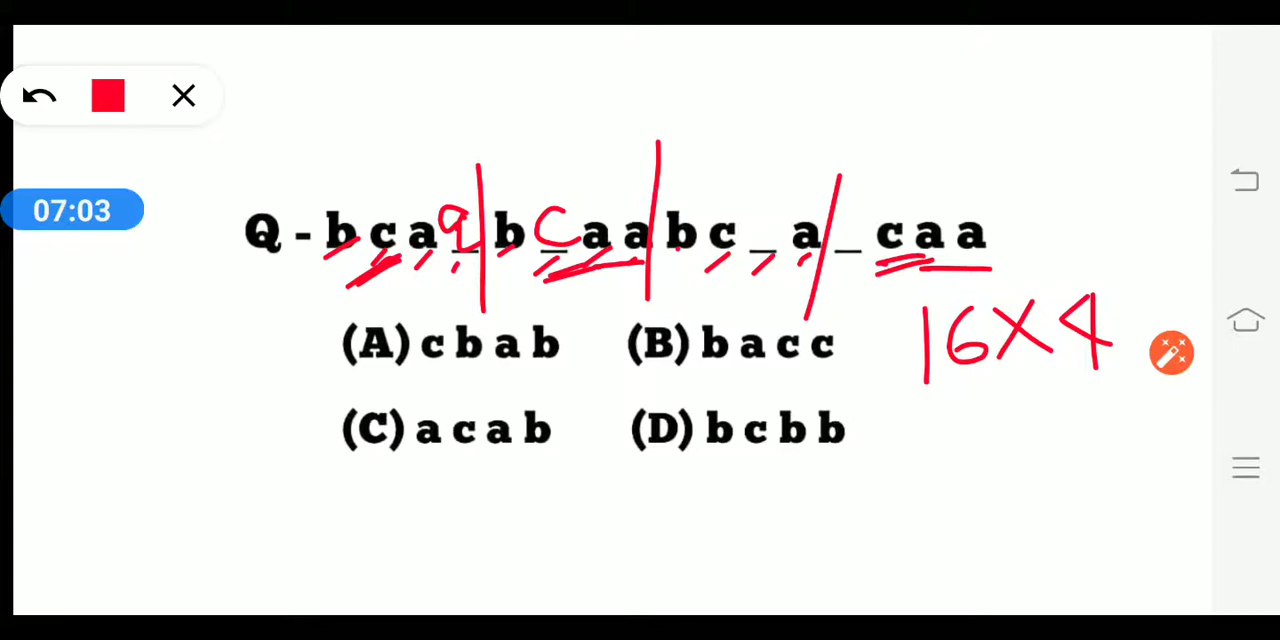 07:03
Q - b c a a _ b C _ a a b c _ a _ c a a
16 X 4
(A) c b a b (B) b a c c
(C) a c a b (D) b c b b